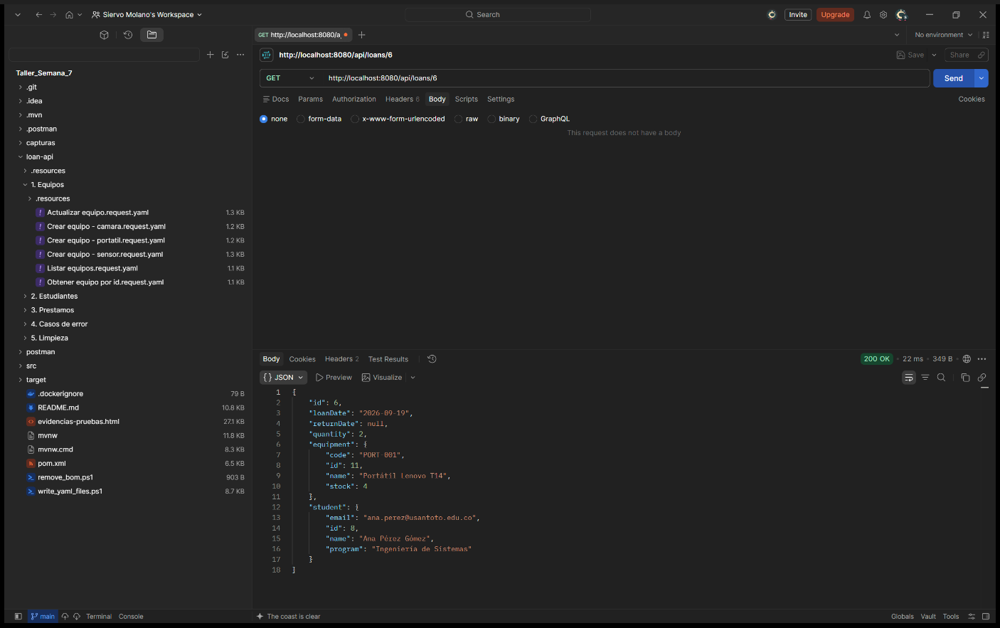 Siervo Molano's Workspace
Search
Invite
Upgrade
GET http://localhost:8080/a
No environment
HTTP
http://localhost:8080/api/loans/6
Save
Share
Taller_Semana_7
.git
.idea
.mvn
.postman
capturas
loan-api
.resources
1. Equipos
.resources
Actualizar equipo.request.yaml 1.3 KB
Crear equipo - camara.request.yaml 1.2 KB
Crear equipo - portatil.request.yaml 1.2 KB
Crear equipo - sensor.request.yaml 1.3 KB
Listar equipos.request.yaml 1.1 KB
Obtener equipo por id.request.yaml 1.1 KB
2. Estudiantes
3. Prestamos
4. Casos de error
5. Limpieza
postman
src
target
.dockerignore 79 B
README.md 10.8 KB
evidencias-pruebas.html 27.1 KB
mvnw 11.8 KB
mvnw.cmd 8.3 KB
pom.xml 6.5 KB
remove_bom.ps1 903 B
write_yaml_files.ps1 8.7 KB
GET http://localhost:8080/api/loans/6
Send
Docs Params Authorization Headers 6 Body Scripts Settings
Cookies
none form-data x-www-form-urlencoded raw binary GraphQL
This request does not have a body
Body Cookies Headers 2 Test Results
200 OK 22 ms 349 B
{} JSON Preview Visualize
1 {
2 "id": 6,
3 "loanDate": "2026-09-19",
4 "returnDate": null,
5 "quantity": 2,
6 "equipment": {
7 "code": "PORT-001",
8 "id": 11,
9 "name": "Portátil Lenovo T14",
10 "stock": 4
11 },
12 "student": {
13 "email": "ana.perez@usantoto.edu.co",
14 "id": 8,
15 "name": "Ana Pérez Gómez",
16 "program": "Ingeniería de Sistemas"
17 }
18 }
main
Terminal
Console
The coast is clear
Globals
Vault
Tools